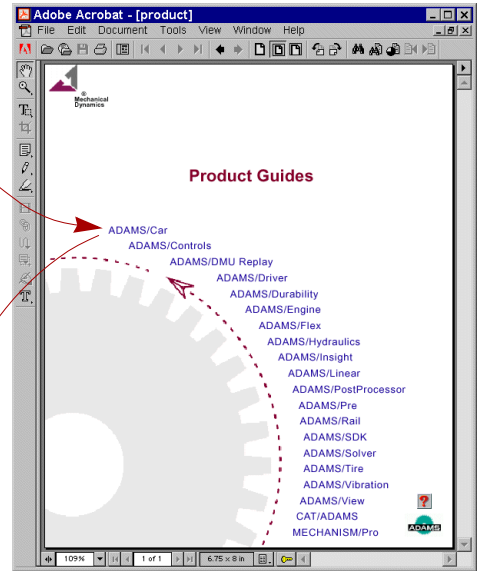 Adobe Acrobat - [product]
File Edit Document Tools View Window Help
®
Mechanical
Dynamics
Product Guides
ADAMS/Car
ADAMS/Controls
ADAMS/DMU Replay
ADAMS/Driver
ADAMS/Durability
ADAMS/Engine
ADAMS/Flex
ADAMS/Hydraulics
ADAMS/Insight
ADAMS/Linear
ADAMS/PostProcessor
ADAMS/Pre
ADAMS/Rail
ADAMS/SDK
ADAMS/Solver
ADAMS/Tire
ADAMS/Vibration
ADAMS/View
?
CAT/ADAMS
ADAMS
MECHANISM/Pro
109% 1 of 1 6.75 x 8 in